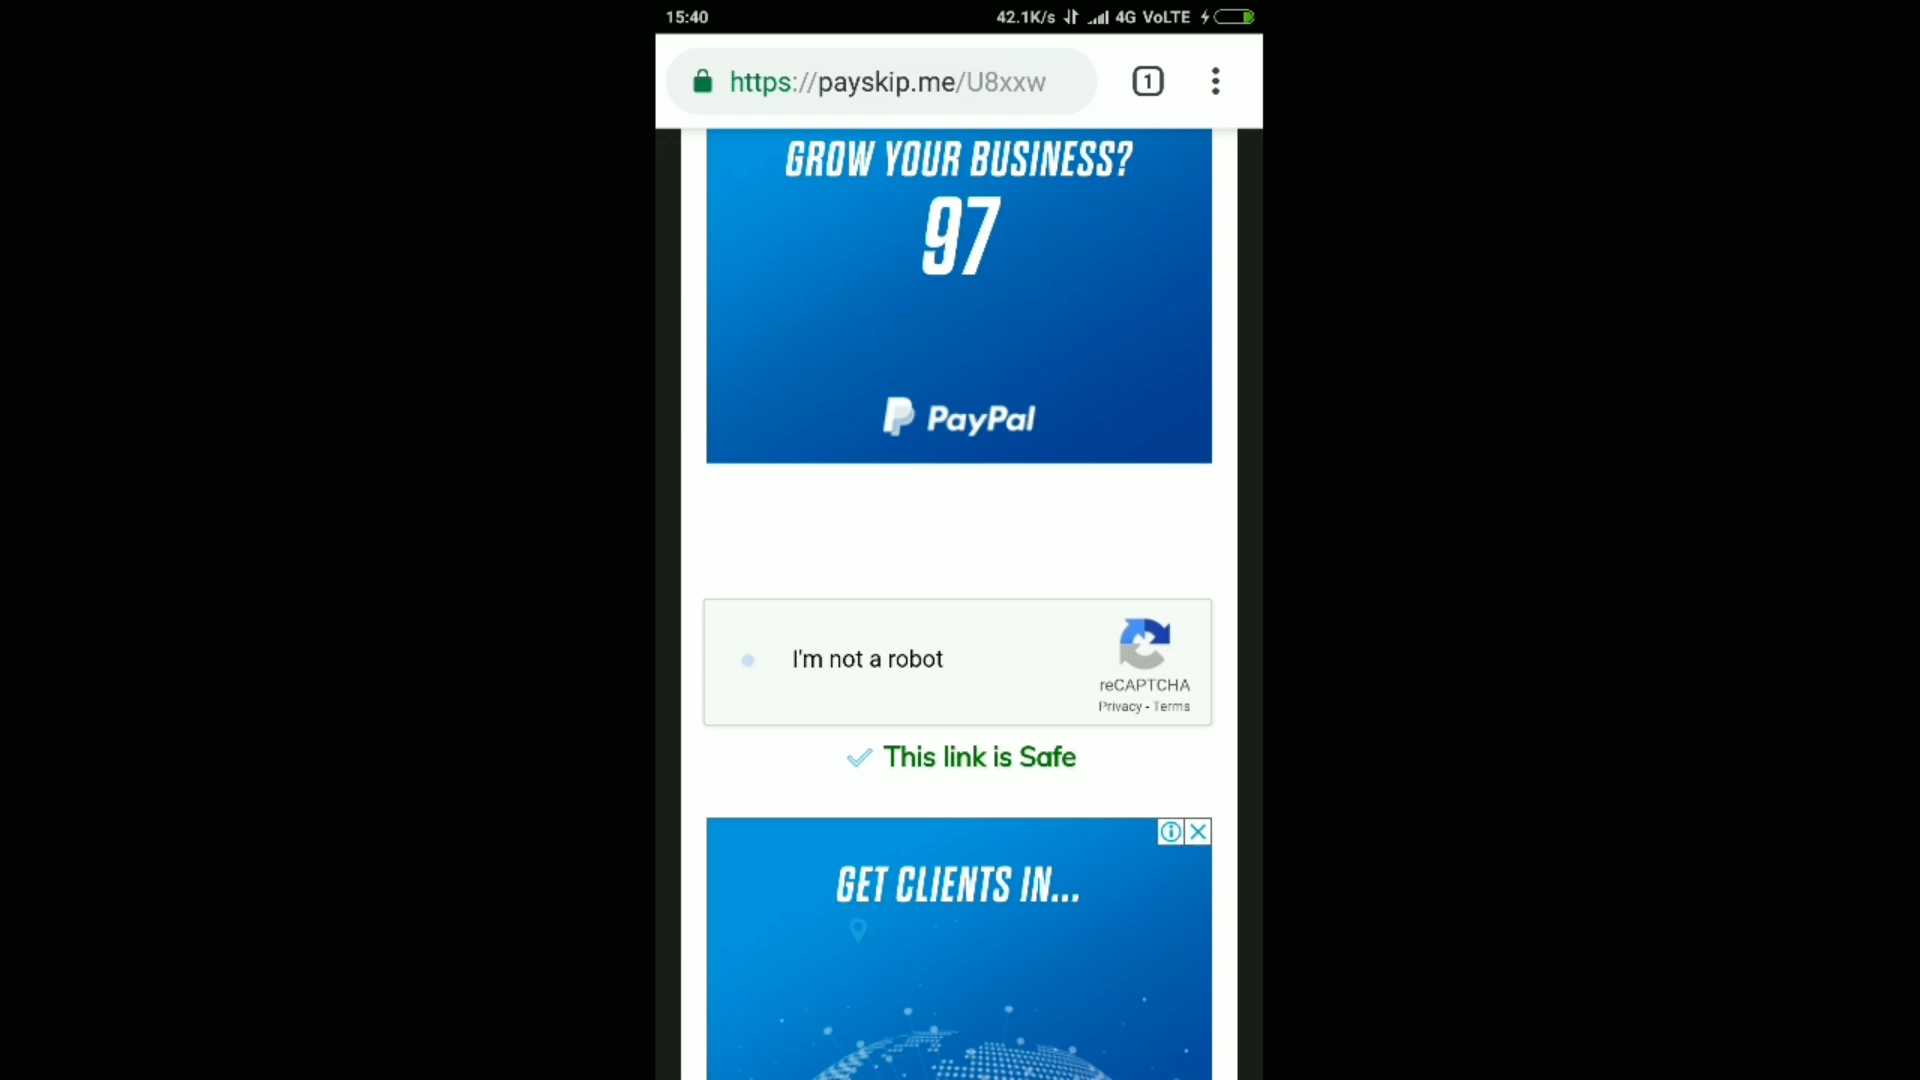 15:40 42.1K/s 4G VoLTE
https://payskip.me/U8xxw 1
GROW YOUR BUSINESS?
97
PayPal
I'm not a robot
reCAPTCHA
Privacy - Terms
This link is Safe
GET CLIENTS IN...